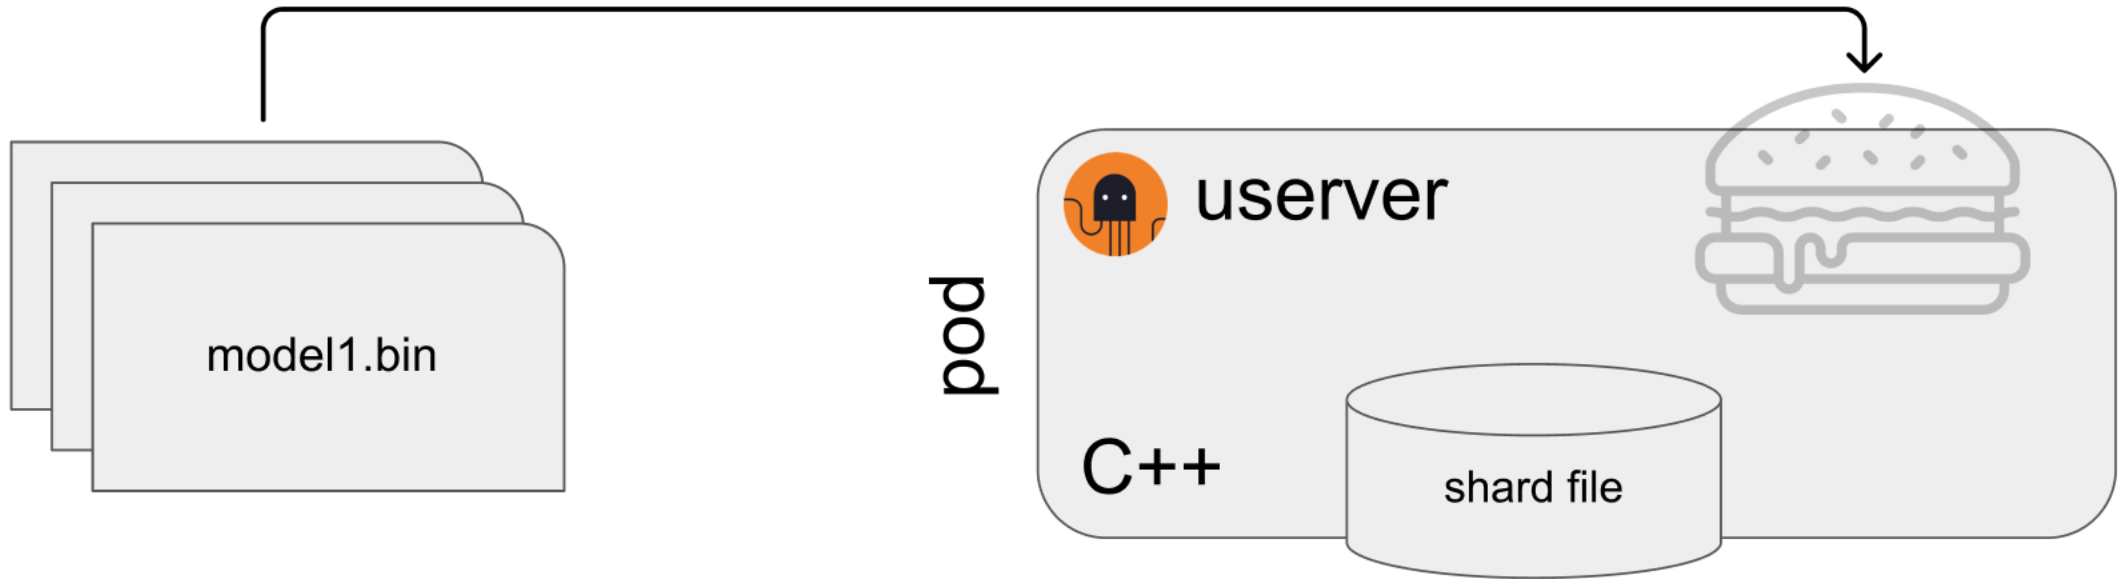 model1.bin
pod
userver
C++
shard file